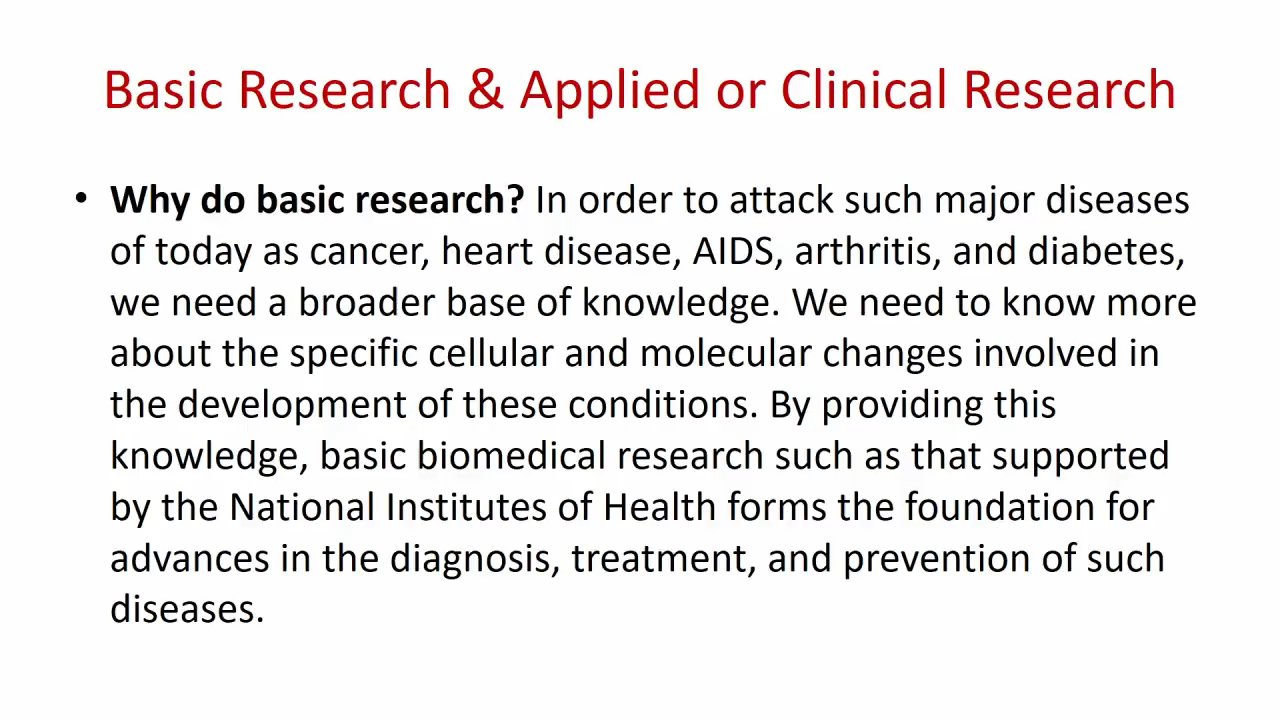 Basic Research & Applied or Clinical Research
• Why do basic research? In order to attack such major diseases
of today as cancer, heart disease, AIDS, arthritis, and diabetes,
we need a broader base of knowledge. We need to know more
about the specific cellular and molecular changes involved in
the development of these conditions. By providing this
knowledge, basic biomedical research such as that supported
by the National Institutes of Health forms the foundation for
advances in the diagnosis, treatment, and prevention of such
diseases.